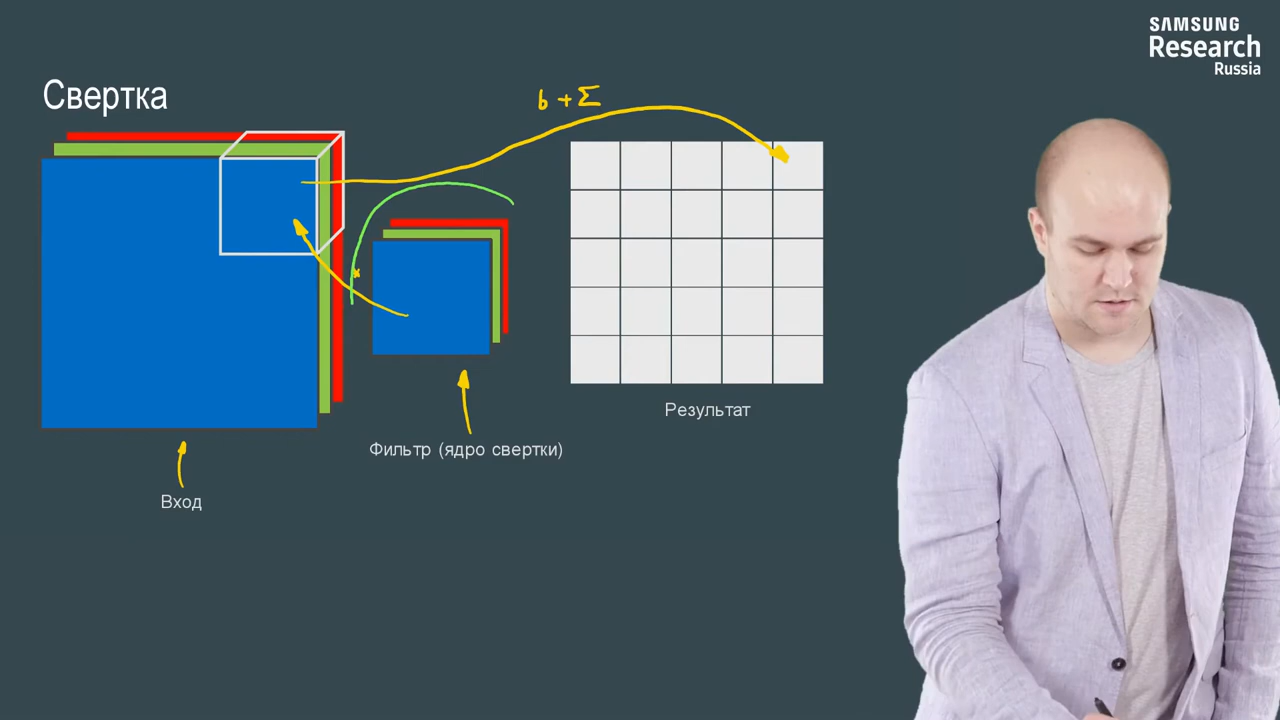 SAMSUNG
Research
Russia
Свертка
b + Σ
*
Результат
Фильтр (ядро свертки)
Вход